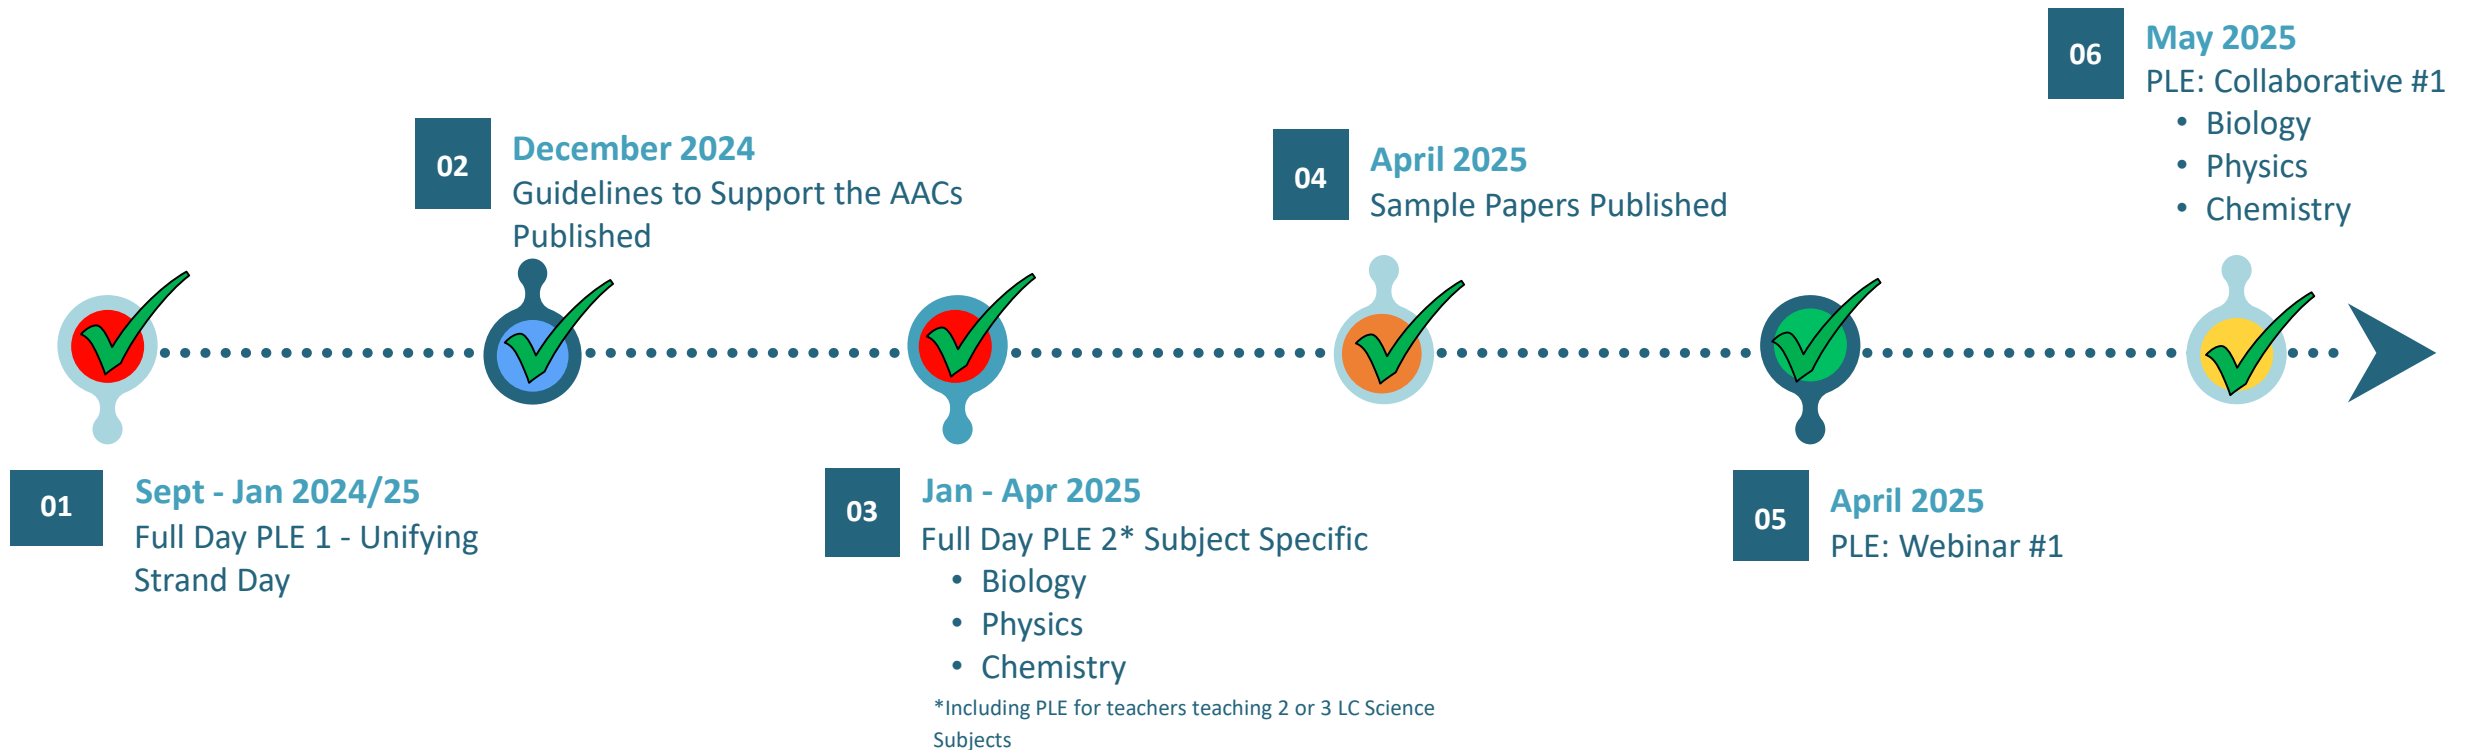 01
Sept - Jan 2024/25
Full Day PLE 1 - Unifying
Strand Day
02
December 2024
Guidelines to Support the AACs
Published
03
Jan - Apr 2025
Full Day PLE 2* Subject Specific
• Biology
• Physics
• Chemistry
*Including PLE for teachers teaching 2 or 3 LC Science
Subjects
04
April 2025
Sample Papers Published
05
April 2025
PLE: Webinar #1
06
May 2025
PLE: Collaborative #1
• Biology
• Physics
• Chemistry